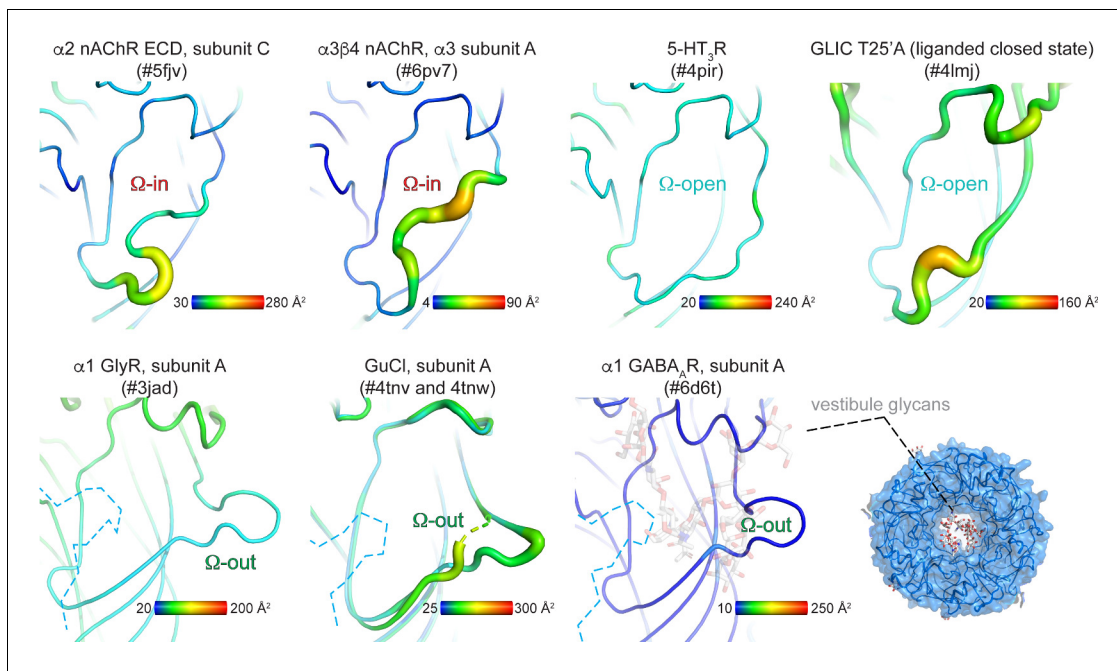 α2 nAChR ECD, subunit C
(#5fjv)
Ω-in
30 280 Å²
α3β4 nAChR, α3 subunit A
(#6pv7)
Ω-in
4 90 Å²
5-HT₃R
(#4pir)
Ω-open
20 240 Å²
GLIC T25'A (liganded closed state)
(#4lmj)
Ω-open
20 160 Å²
α1 GlyR, subunit A
(#3jad)
Ω-out
20 200 Å²
GuCl, subunit A
(#4tnv and 4tnw)
Ω-out
25 300 Å²
α1 GABA_AR, subunit A
(#6d6t)
Ω-out
10 250 Å²
vestibule glycans